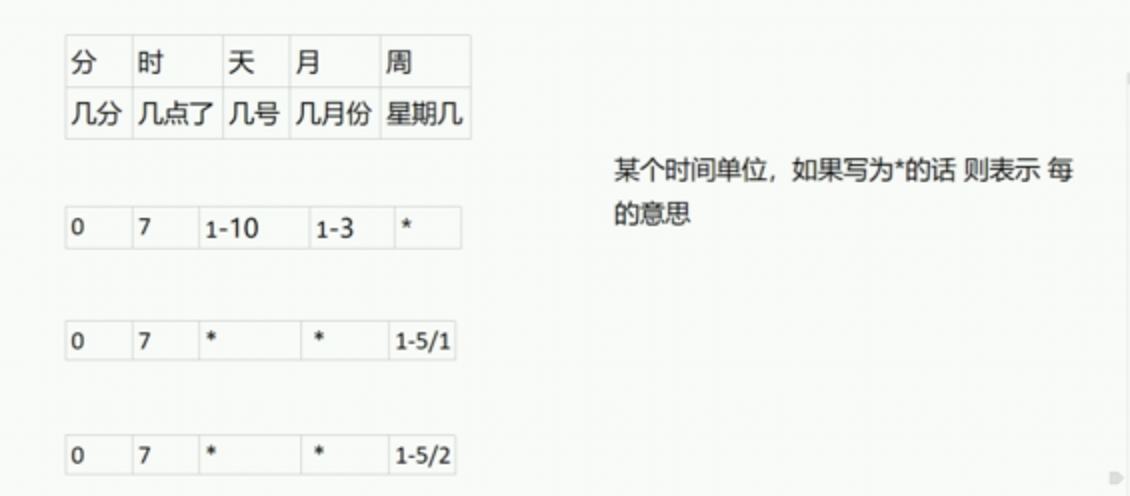 分 时 天 月 周
几分 几点了 几号 几月份 星期几
某个时间单位，如果写为*的话 则表示 每
的意思
0 7 1-10 1-3 *
0 7 * * 1-5/1
0 7 * * 1-5/2